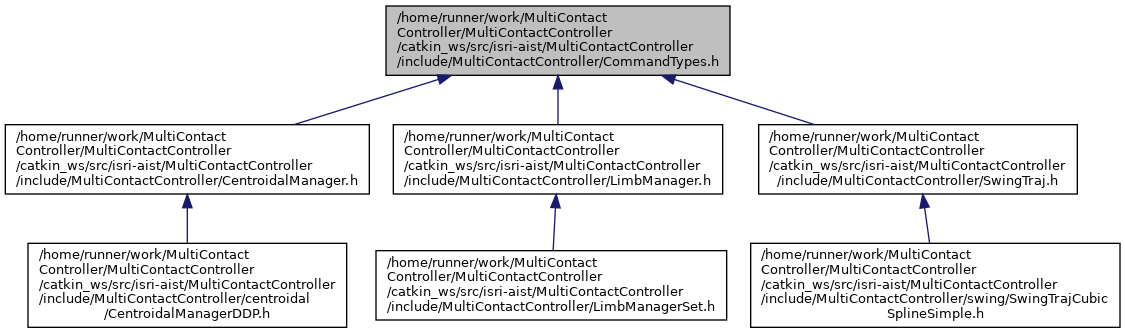 /home/runner/work/MultiContact
Controller/MultiContactController
/catkin_ws/src/isri-aist/MultiContactController
/include/MultiContactController/CommandTypes.h
/home/runner/work/MultiContact
Controller/MultiContactController
/catkin_ws/src/isri-aist/MultiContactController
/include/MultiContactController/CentroidalManager.h
/home/runner/work/MultiContact
Controller/MultiContactController
/catkin_ws/src/isri-aist/MultiContactController
/include/MultiContactController/LimbManager.h
/home/runner/work/MultiContact
Controller/MultiContactController
/catkin_ws/src/isri-aist/MultiContactController
/include/MultiContactController/SwingTraj.h
/home/runner/work/MultiContact
Controller/MultiContactController
/catkin_ws/src/isri-aist/MultiContactController
/include/MultiContactController/centroidal
/CentroidalManagerDDP.h
/home/runner/work/MultiContact
Controller/MultiContactController
/catkin_ws/src/isri-aist/MultiContactController
/include/MultiContactController/LimbManagerSet.h
/home/runner/work/MultiContact
Controller/MultiContactController
/catkin_ws/src/isri-aist/MultiContactController
/include/MultiContactController/swing/SwingTrajCubic
SplineSimple.h